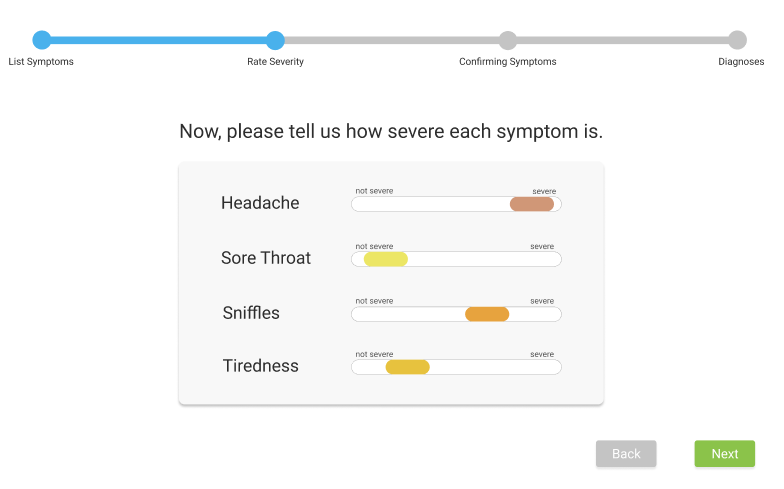 List Symptoms Rate Severity Confirming Symptoms Diagnoses
Now, please tell us how severe each symptom is.
not severe severe
Headache
not severe severe
Sore Throat
not severe severe
Sniffles
not severe severe
Tiredness
Back Next